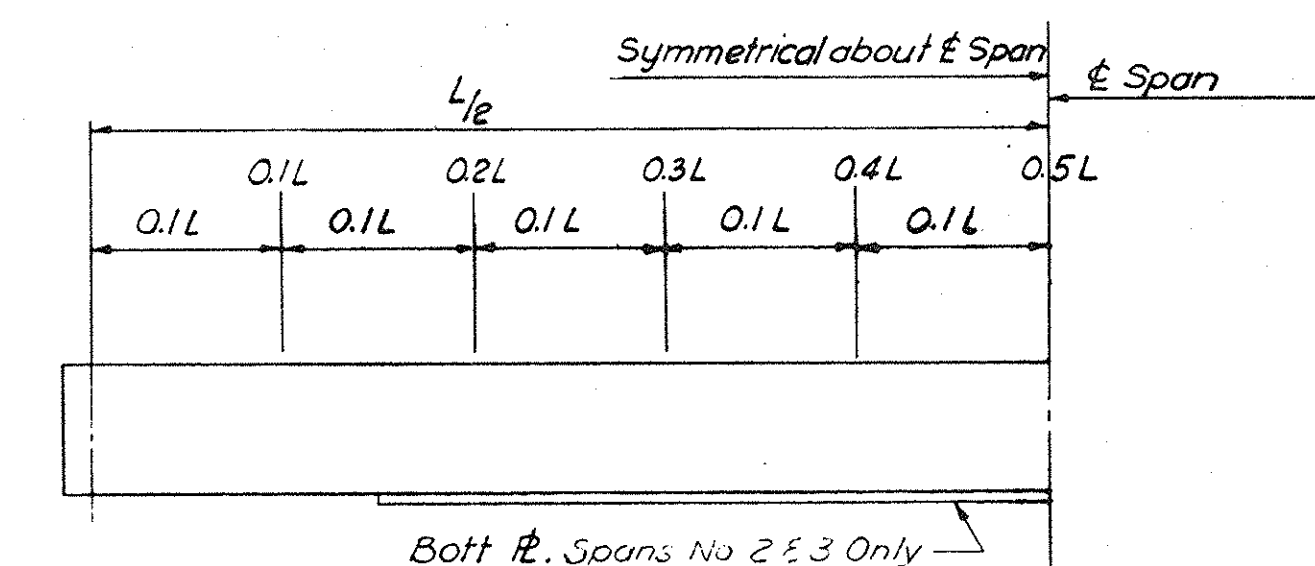 Symmetrical about ℄ Span
℄ Span
L/2
0.1L 0.2L 0.3L 0.4L 0.5L
0.1L 0.1L 0.1L 0.1L 0.1L
Bott ⅊. Spans No 2 & 3 Only